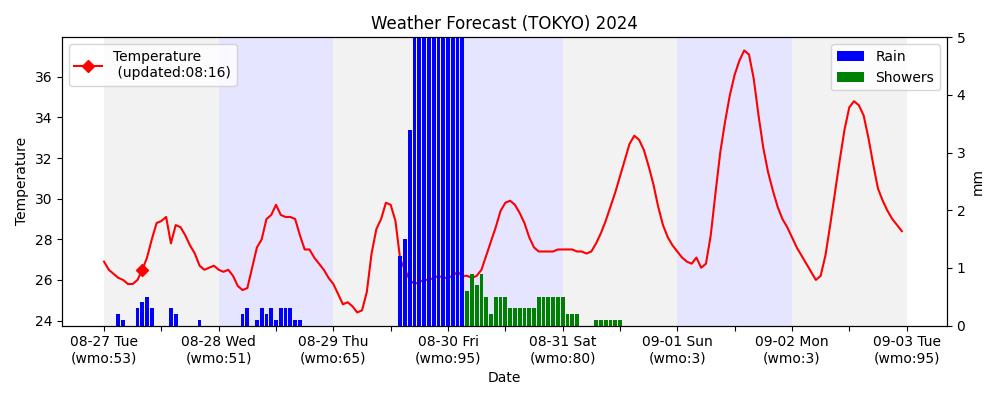 Weather Forecast (TOKYO) 2024
Temperature
(updated:08:16)
Rain
Showers
36
34
32
30
28
26
24
Temperature
5
4
3
2
1
0
mm
08-27 Tue
(wmo:53)
08-28 Wed
(wmo:51)
08-29 Thu
(wmo:65)
08-30 Fri
(wmo:95)
08-31 Sat
(wmo:80)
09-01 Sun
(wmo:3)
09-02 Mon
(wmo:3)
09-03 Tue
(wmo:95)
Date